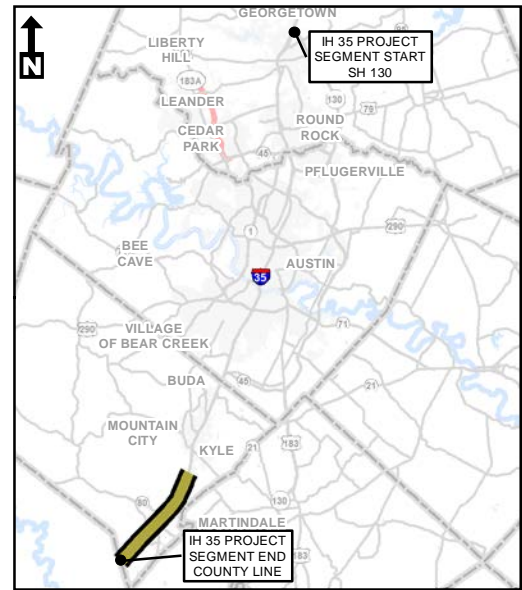 GEORGETOWN
IH 35 PROJECT
SEGMENT START
SH 130
N
LIBERTY
HILL
183A
LEANDER
CEDAR
PARK
130
79
ROUND
ROCK
45
PFLUGERVILLE
1
290
BEE
CAVE
AUSTIN
35
290
VILLAGE
OF BEAR CREEK
71
BUDA
45
21
MOUNTAIN
CITY
KYLE
21
183
80
130
MARTINDALE
IH 35 PROJECT
SEGMENT END
COUNTY LINE
183